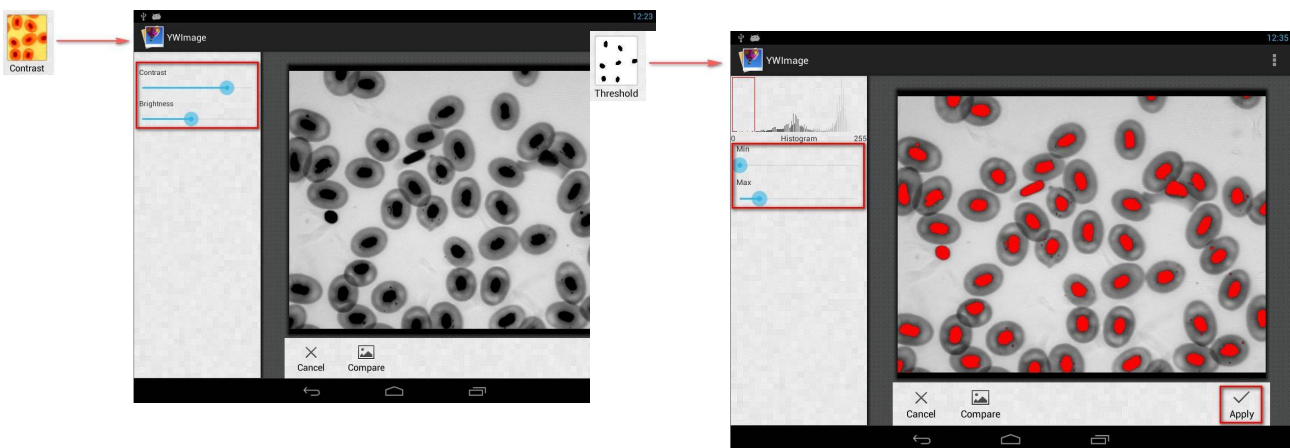 Contrast
12:23
YWImage
Contrast
Brightness
Cancel
Compare
Threshold
12:35
YWImage
0 Histogram 255
Min
Max
Cancel
Compare
Apply